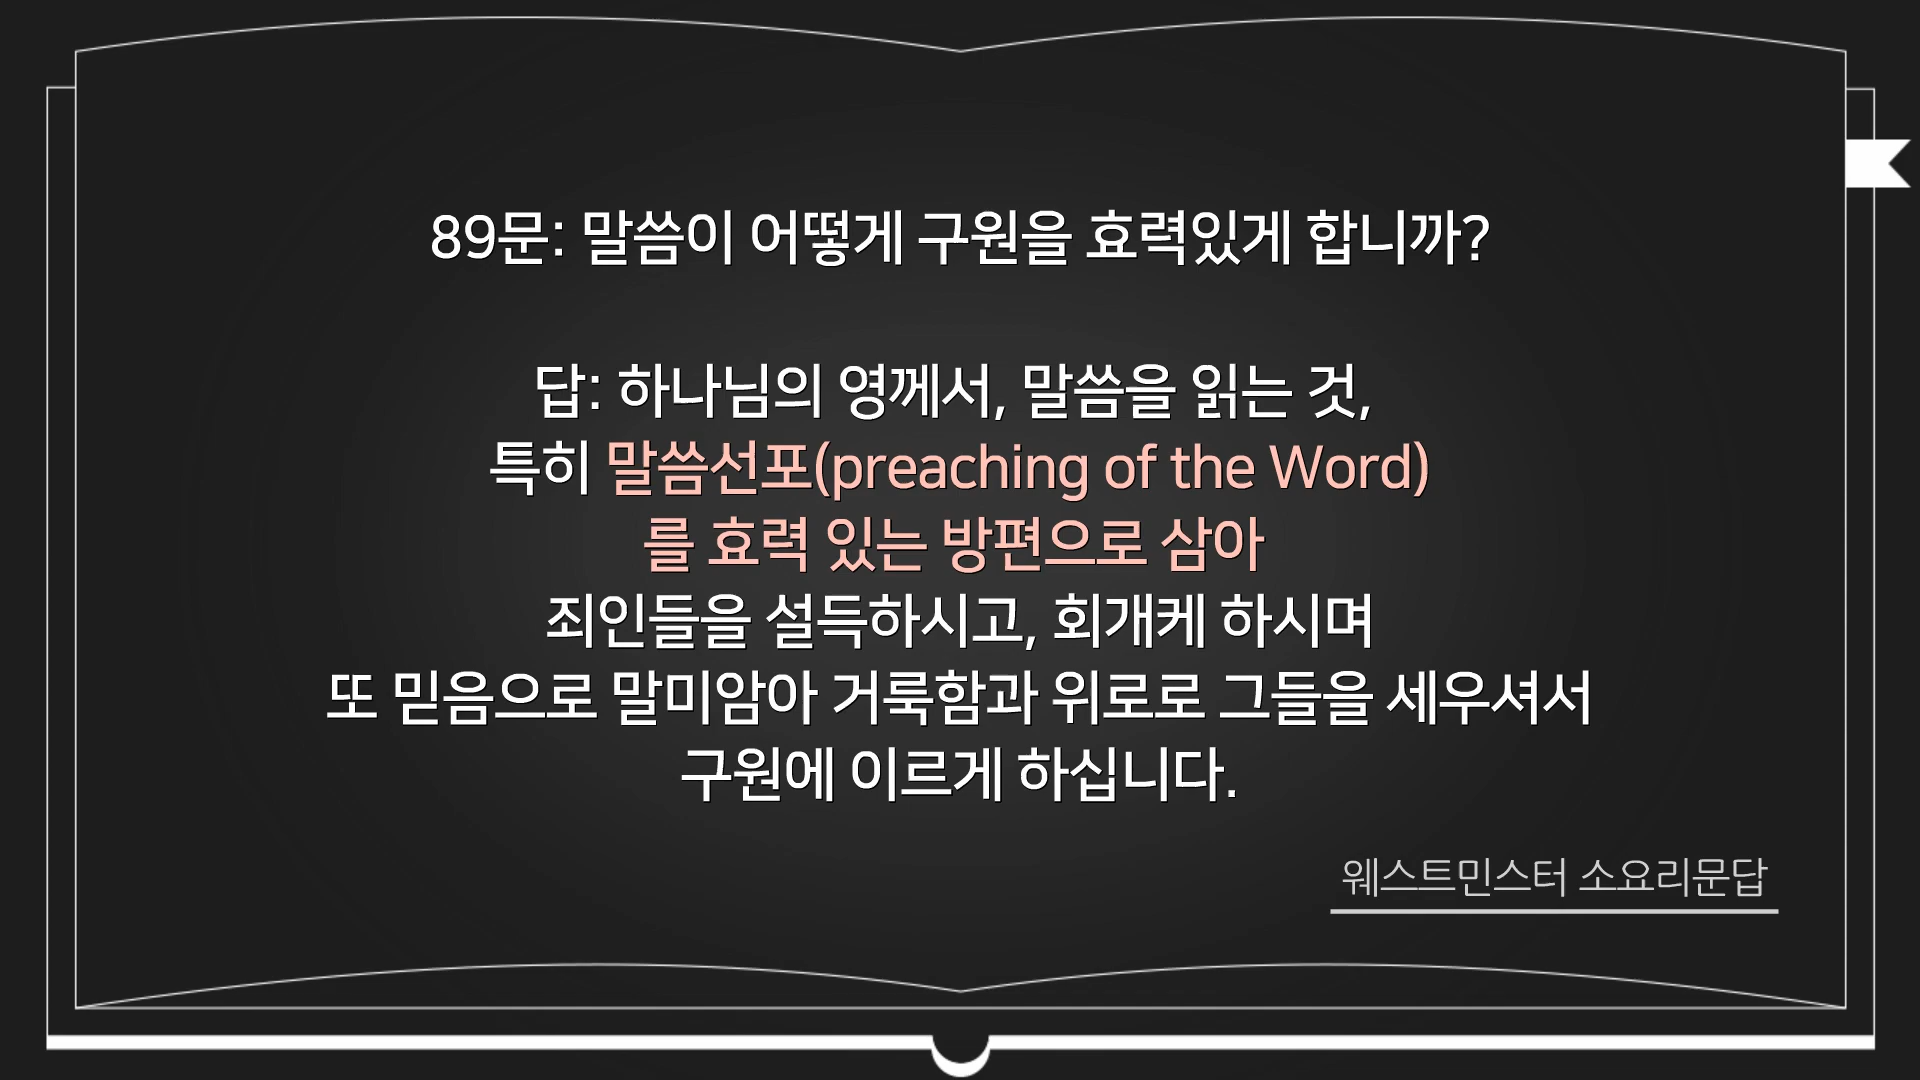 89문: 말씀이 어떻게 구원을 효력있게 합니까?
답: 하나님의 영께서, 말씀을 읽는 것,
특히 말씀선포(preaching of the Word)
를 효력 있는 방편으로 삼아
죄인들을 설득하시고, 회개케 하시며
또 믿음으로 말미암아 거룩함과 위로로 그들을 세우셔서
구원에 이르게 하십니다.
웨스트민스터 소요리문답